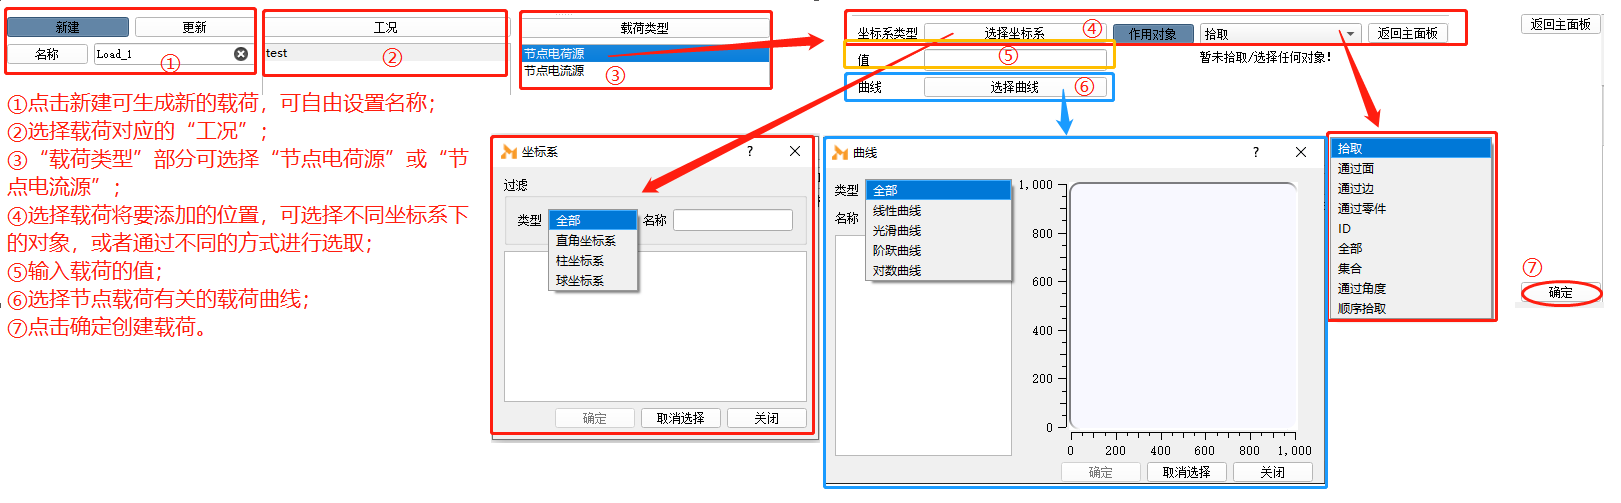 新建
更新
名称
Load_1
①
工况
test
②
载荷类型
节点电荷源
节点电流源
③
坐标系类型
选择坐标系
④
作用对象
拾取
返回主面板
值
⑤
暂未拾取/选择任何对象!
曲线
选择曲线
⑥
返回主面板
①点击新建可生成新的载荷，可自由设置名称；
②选择载荷对应的“工况”；
③“载荷类型”部分可选择“节点电荷源”或“节
点电流源”；
④选择载荷将要添加的位置，可选择不同坐标系下
的对象，或者通过不同的方式进行选取；
⑤输入载荷的值；
⑥选择节点载荷有关的载荷曲线；
⑦点击确定创建载荷。
坐标系
?
过滤
类型
全部
名称
直角坐标系
柱坐标系
球坐标系
确定
取消选择
关闭
曲线
?
类型
全部
名称
线性曲线
光滑曲线
阶跃曲线
对数曲线
1,000
800
600
400
200
0
0
200
400
600
800
1,000
确定
取消选择
关闭
拾取
通过面
通过边
通过零件
ID
全部
集合
通过角度
顺序拾取
⑦
确定